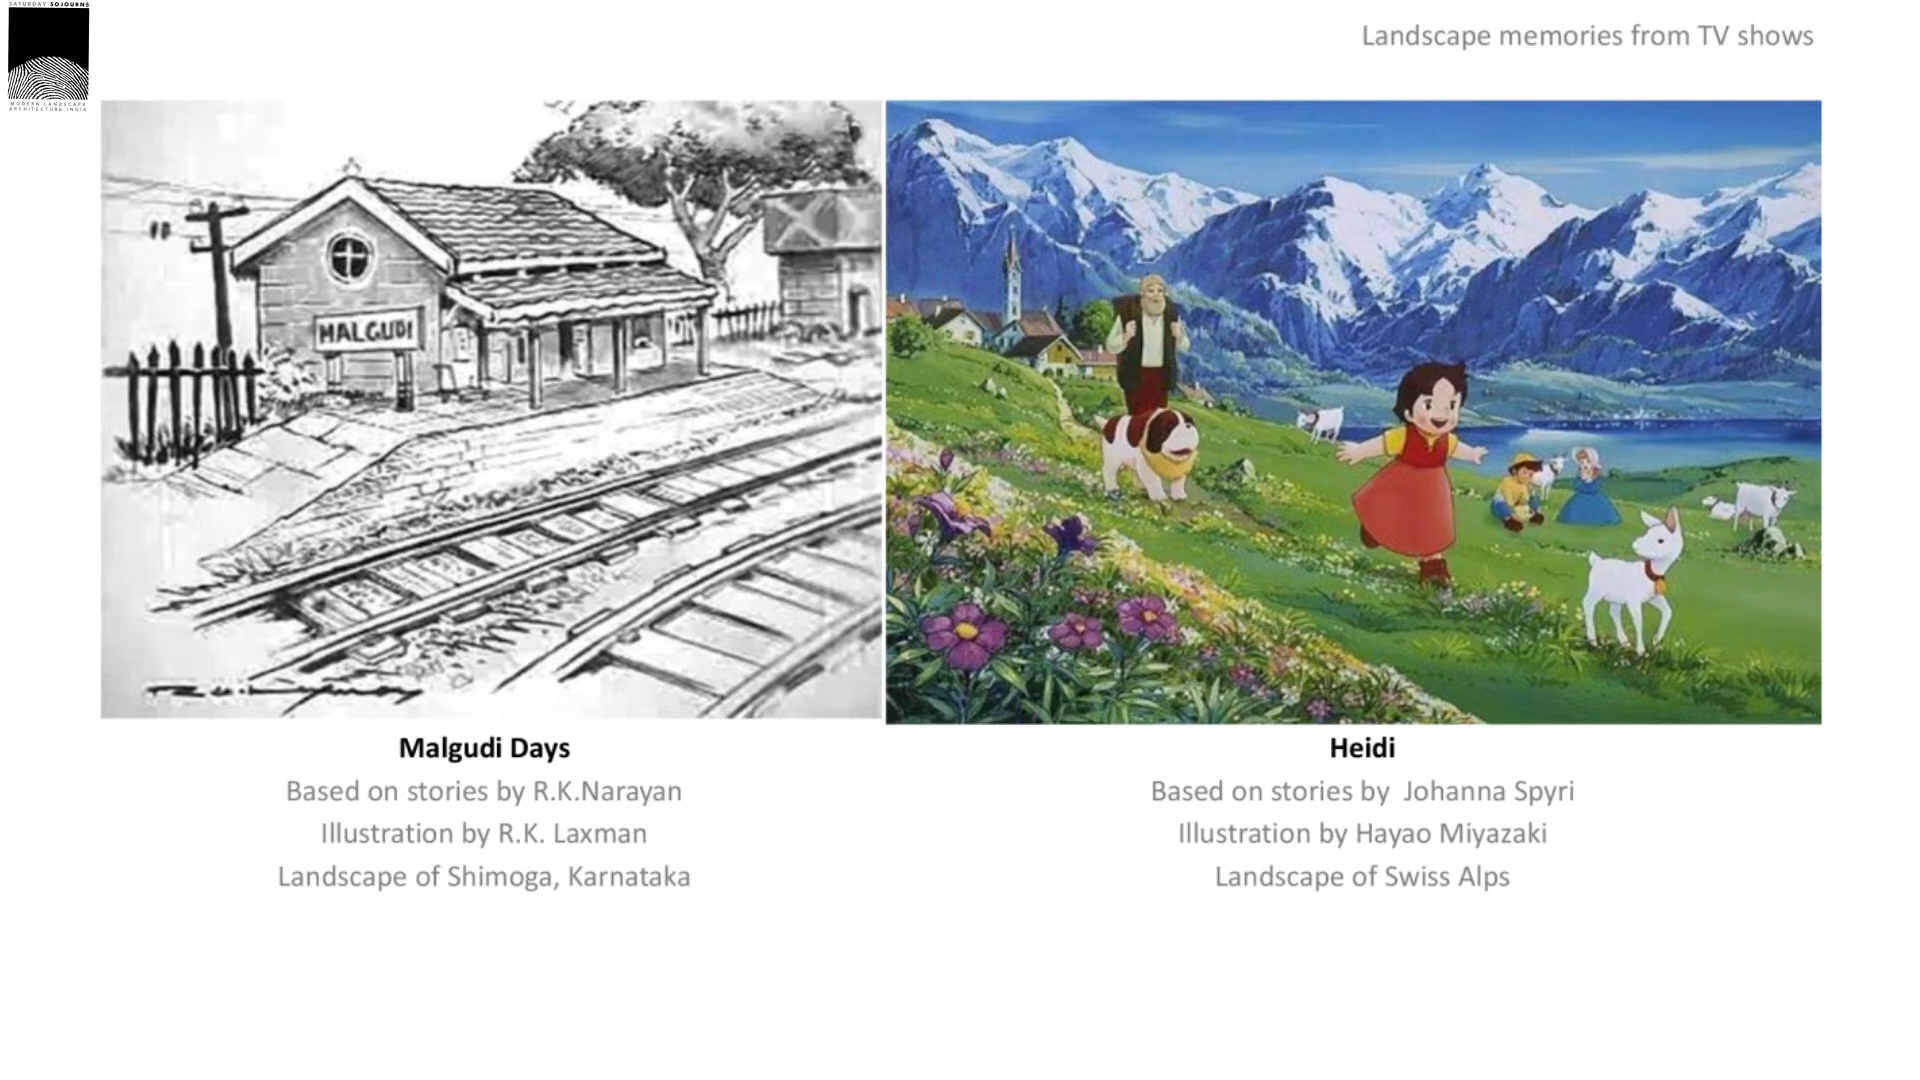 SATURDAY SOJOURNS
MODERN LANDSCAPE
ARCHITECTURE INDIA
Landscape memories from TV shows
MALGUDI
Malgudi Days
Based on stories by R.K.Narayan
Illustration by R.K. Laxman
Landscape of Shimoga, Karnataka
Heidi
Based on stories by Johanna Spyri
Illustration by Hayao Miyazaki
Landscape of Swiss Alps